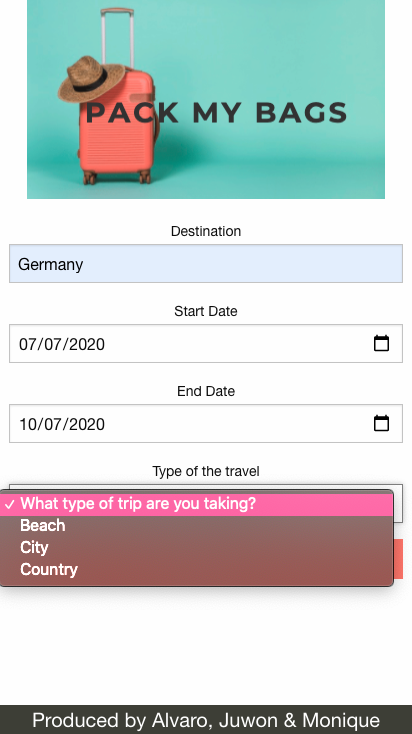 PACK MY BAGS
Destination
Germany
Start Date
07/07/2020
End Date
10/07/2020
Type of the travel
✓ What type of trip are you taking?
Beach
City
Country
Produced by Alvaro, Juwon & Monique